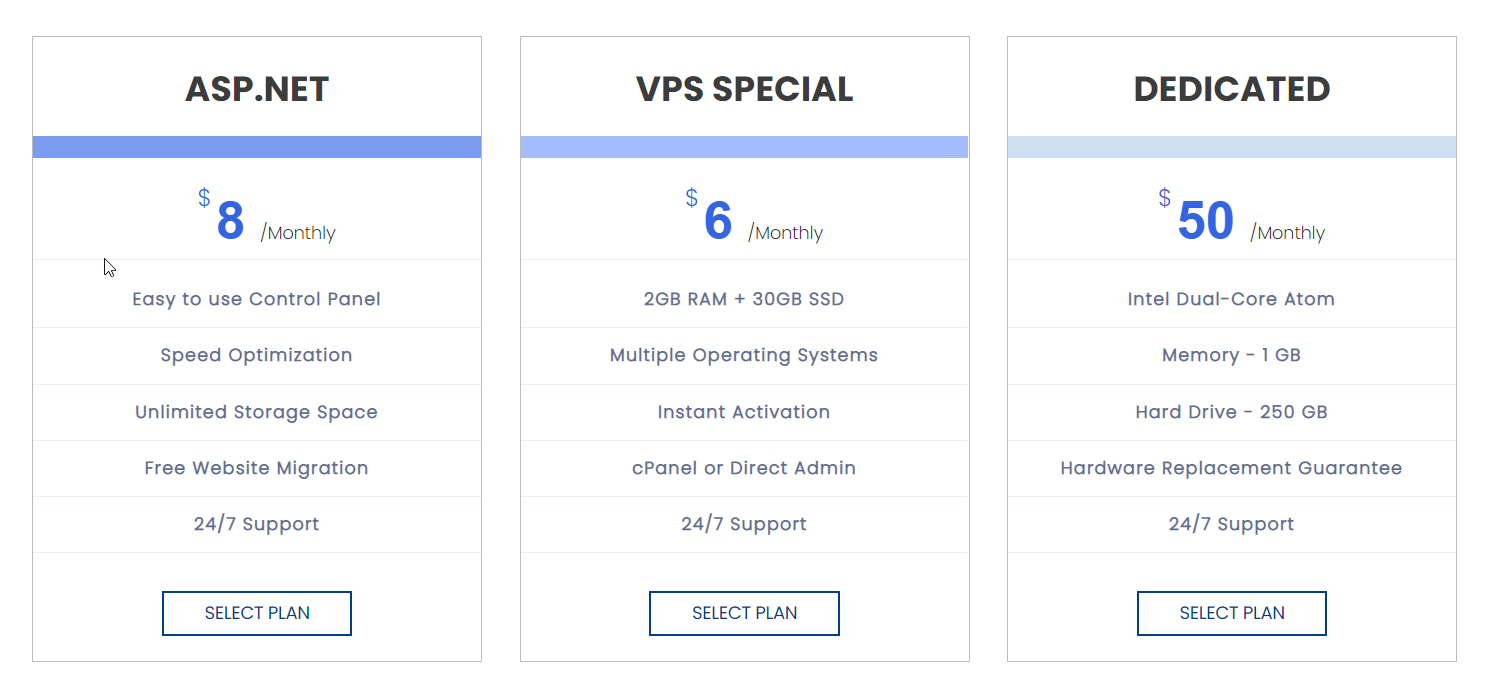 ASP.NET
$8 /Monthly
Easy to use Control Panel
Speed Optimization
Unlimited Storage Space
Free Website Migration
24/7 Support
SELECT PLAN
VPS SPECIAL
$6 /Monthly
2GB RAM + 30GB SSD
Multiple Operating Systems
Instant Activation
cPanel or Direct Admin
24/7 Support
SELECT PLAN
DEDICATED
$50 /Monthly
Intel Dual-Core Atom
Memory - 1 GB
Hard Drive - 250 GB
Hardware Replacement Guarantee
24/7 Support
SELECT PLAN